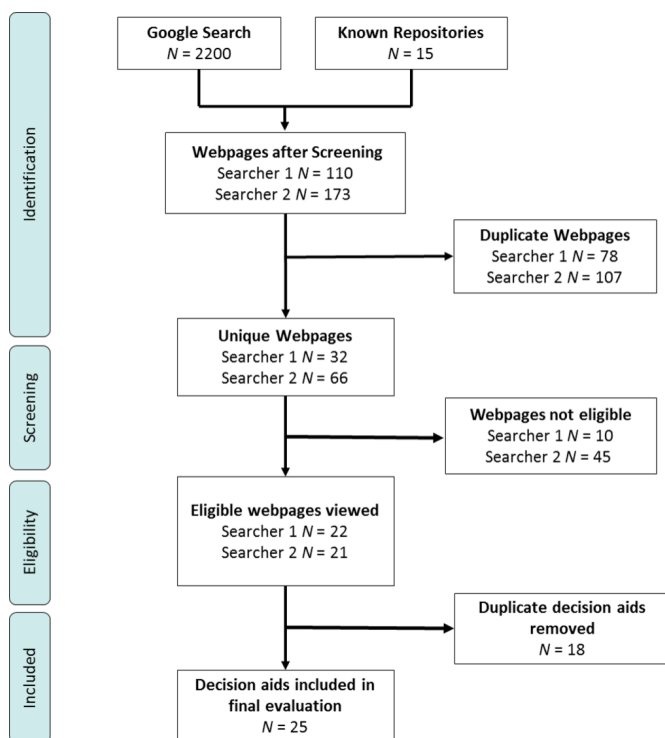 Google Search
N = 2200
Known Repositories
N = 15
Identification
Webpages after Screening
Searcher 1 N = 110
Searcher 2 N = 173
Duplicate Webpages
Searcher 1 N = 78
Searcher 2 N = 107
Unique Webpages
Searcher 1 N = 32
Searcher 2 N = 66
Screening
Webpages not eligible
Searcher 1 N = 10
Searcher 2 N = 45
Eligibility
Eligible webpages viewed
Searcher 1 N = 22
Searcher 2 N = 21
Duplicate decision aids
removed
N = 18
Included
Decision aids included in
final evaluation
N = 25